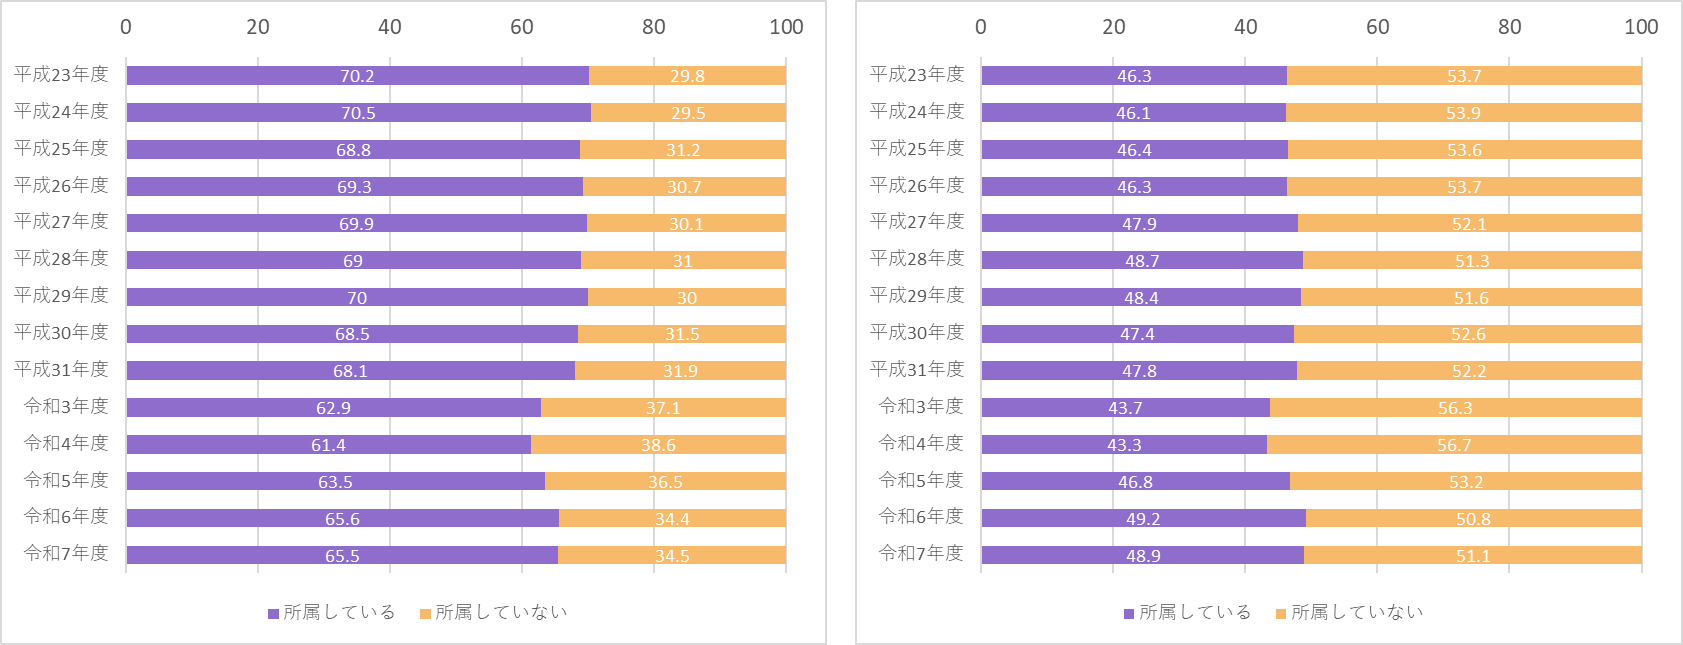 0 20 40 60 80 100
平成23年度 70.2 29.8
平成24年度 70.5 29.5
平成25年度 68.8 31.2
平成26年度 69.3 30.7
平成27年度 69.9 30.1
平成28年度 69 31
平成29年度 70 30
平成30年度 68.5 31.5
平成31年度 68.1 31.9
令和3年度 62.9 37.1
令和4年度 61.4 38.6
令和5年度 63.5 36.5
令和6年度 65.6 34.4
令和7年度 65.5 34.5
所属している 所属していない
0 20 40 60 80 100
平成23年度 46.3 53.7
平成24年度 46.1 53.9
平成25年度 46.4 53.6
平成26年度 46.3 53.7
平成27年度 47.9 52.1
平成28年度 48.7 51.3
平成29年度 48.4 51.6
平成30年度 47.4 52.6
平成31年度 47.8 52.2
令和3年度 43.7 56.3
令和4年度 43.3 56.7
令和5年度 46.8 53.2
令和6年度 49.2 50.8
令和7年度 48.9 51.1
所属している 所属していない